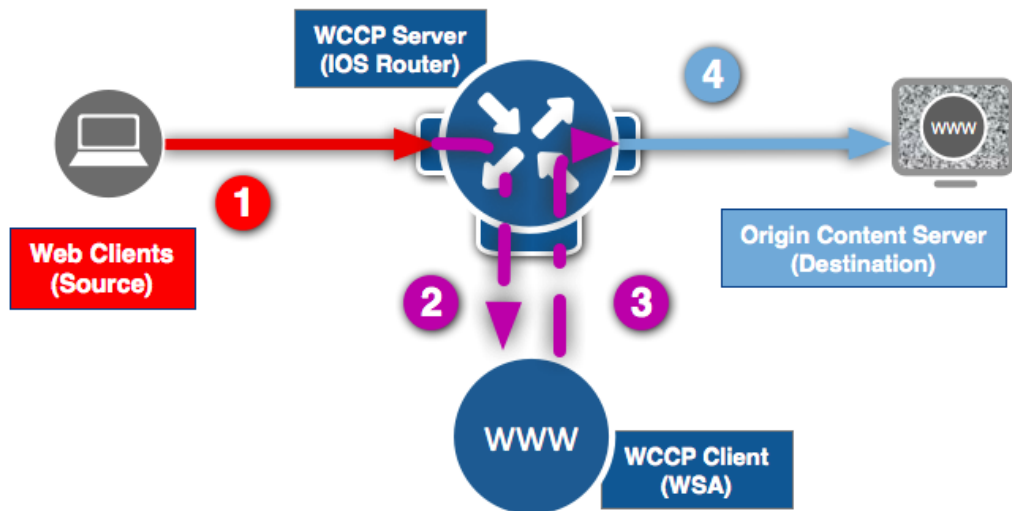 WCCP Server
(IOS Router)
4
www
1
Web Clients
(Source)
Origin Content Server
(Destination)
2
3
www
WCCP Client
(WSA)